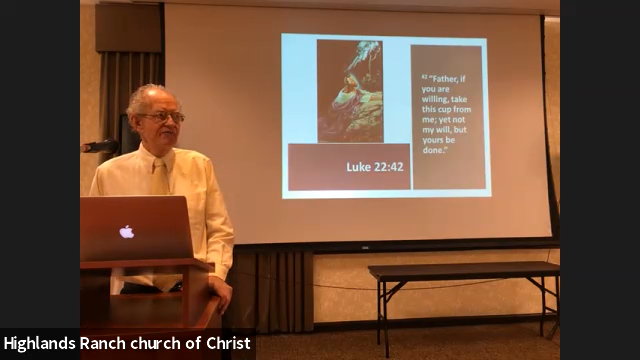 42 "Father, if
you are
willing, take
this cup from
me; yet not
my will, but
yours be
done."
Luke 22:42
Highlands Ranch church of Christ